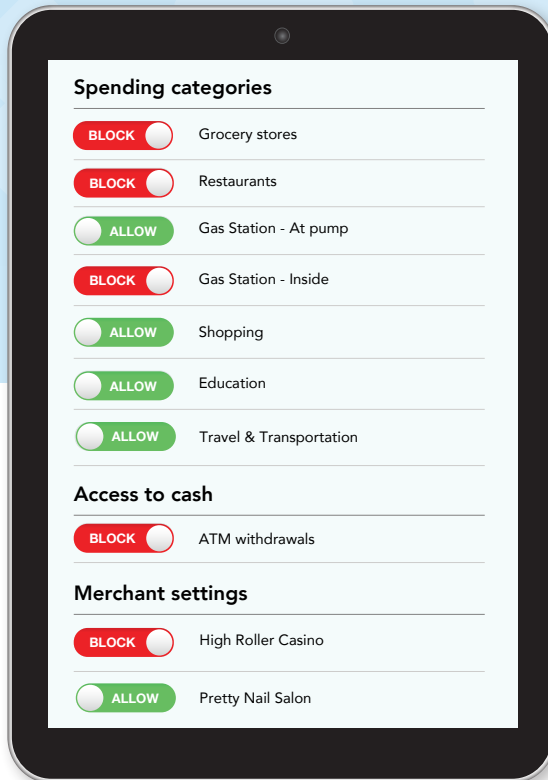 Spending categories
BLOCK Grocery stores
BLOCK Restaurants
ALLOW Gas Station - At pump
BLOCK Gas Station - Inside
ALLOW Shopping
ALLOW Education
ALLOW Travel & Transportation
Access to cash
BLOCK ATM withdrawals
Merchant settings
BLOCK High Roller Casino
ALLOW Pretty Nail Salon